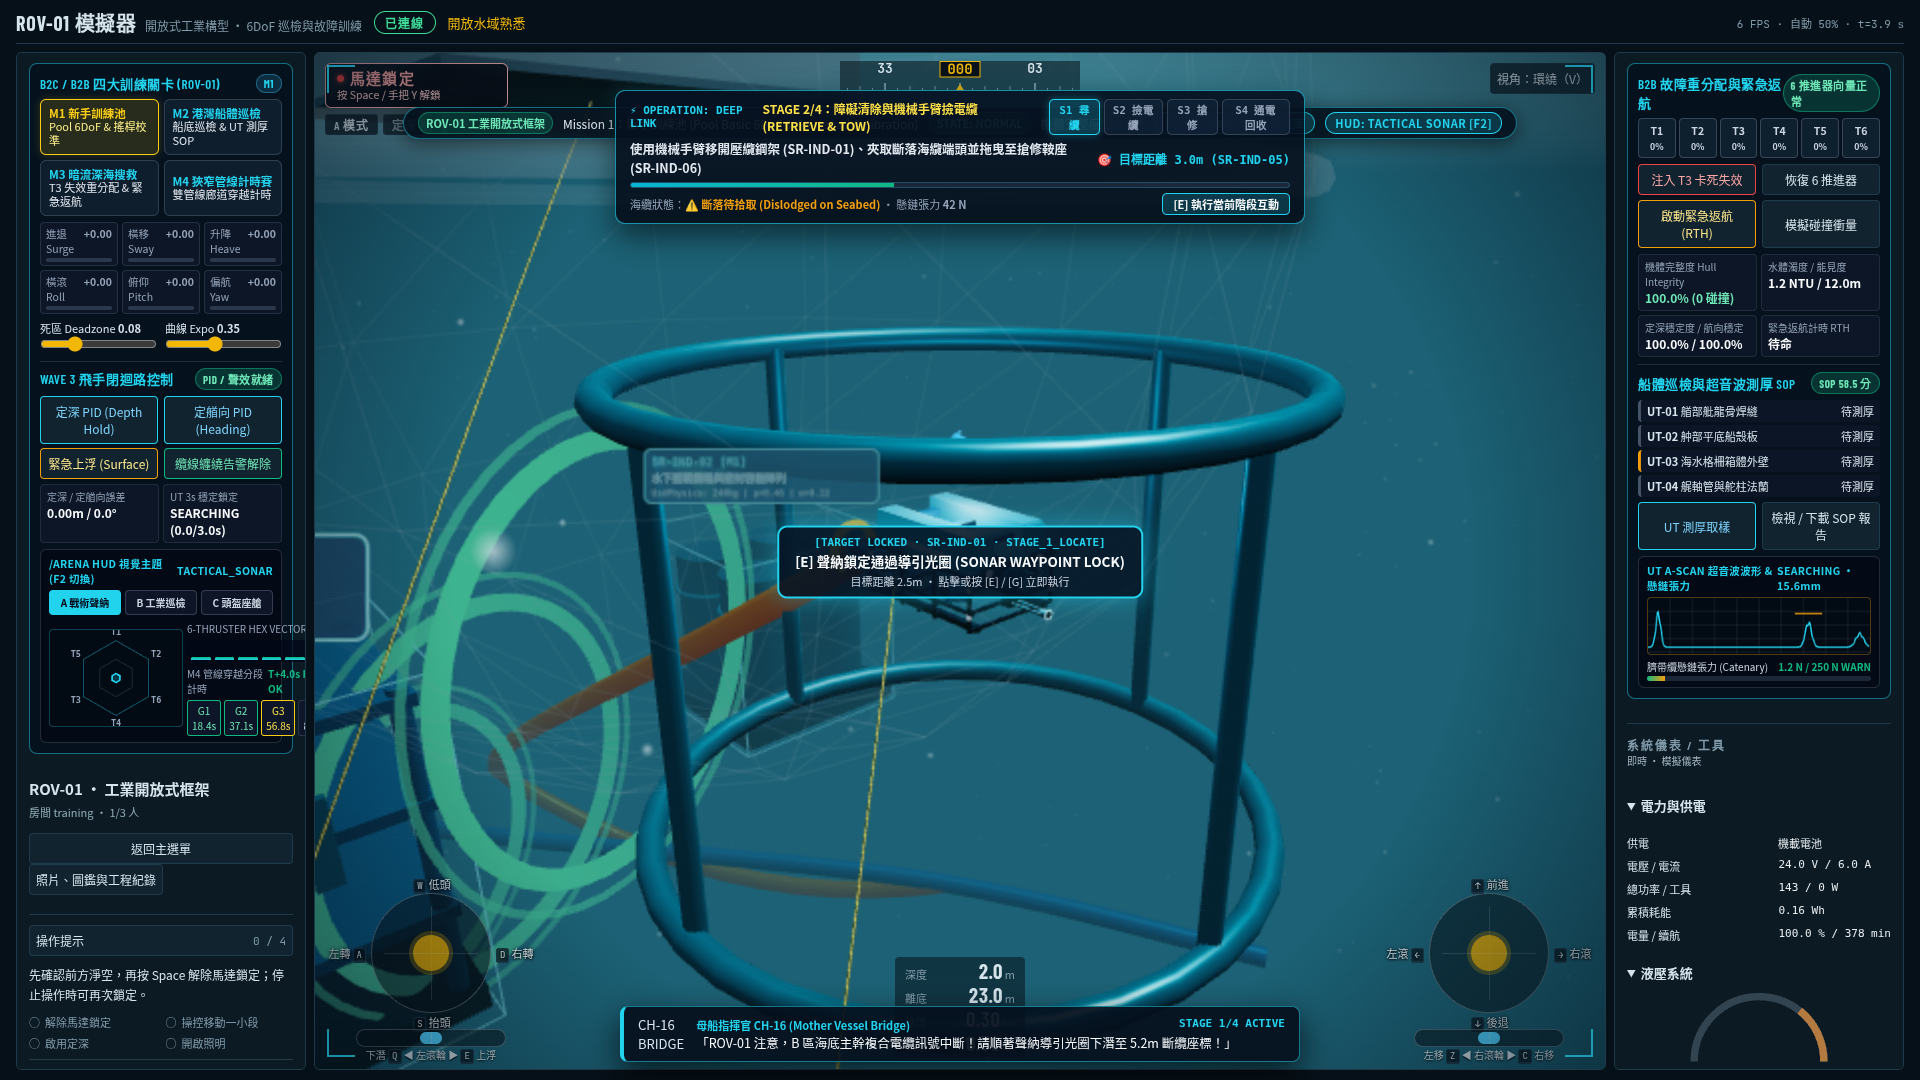 ROV-01 模擬器
開放式工業構型・6DoF 巡檢與故障訓練
已連線
開放水域熟悉
6 FPS · 自動 50% · t=3.9 s
B2C / B2B 四大訓練關卡 (ROV-01)
M1
M1 新手訓練池
Pool 6DoF & 搖桿校準
M2 港灣船體巡檢
船底巡檢 & UT 測厚 SOP
M3 暗流深海搜救
T3 失效重分配 & 緊急返航
M4 狹窄管線計時賽
雙管線廊道穿越計時
進退 +0.00
Surge
橫移 +0.00
Sway
升降 +0.00
Heave
橫滾 +0.00
Roll
俯仰 +0.00
Pitch
偏航 +0.00
Yaw
死區 Deadzone 0.08
曲線 Expo 0.35
WAVE 3 飛手閉迴路控制
PID / 聲效就緒
定深 PID (Depth Hold)
定艏向 PID (Heading)
緊急上浮 (Surface)
纜線纏繞告警解除
定深 / 定艏向誤差
0.00m / 0.0°
UT 3s 穩定鎖定
SEARCHING (0.0/3.0s)
/ARENA HUD 視覺主題 (F2 切換)
TACTICAL_SONAR
A 戰術聲納
B 工業巡檢
C 頭盔座艙
6-THRUSTER HEX VECTOR
T1
T5 T2
T3 T6
T4
M4 管線穿越分段計時
T+4.0s
OK
G1
18.4s
G2
37.1s
G3
56.8s
ROV-01 ・ 工業開放式框架
房間 training ・ 1/3 人
返回主選單
照片、圖鑑與工程紀錄
操作提示 0 / 4
先確認前方淨空，再按 Space 解除馬達鎖定；停止操作時可再次鎖定。
解除馬達鎖定
操控移動一小段
啟用定深
開啟照明
馬達鎖定
按 Space / 手把 Y 解鎖
A 模式
定
33 000 03
視角：環繞（V）
ROV-01 工業開放式框架
Mission 1
HUD: TACTICAL SONAR [F2]
⚡ OPERATION: DEEP LINK
STAGE 2/4：障礙清除與機械手臂撿電纜 (RETRIEVE & TOW)
S1 尋纜
S2 撿電纜
S3 搶修
S4 通電回收
使用機械手臂移開壓纜鋼架 (SR-IND-01)、夾取斷落海纜端頭並拖曳至搶修鞍座 (SR-IND-06)
🎯 目標距離 3.0m (SR-IND-05)
海纜狀態：⚠️ 斷落待拾取 (Dislodged on Seabed) ・ 懸鏈張力 42 N
[E] 執行當前階段互動
SR-IND-02 [M1]
[TARGET LOCKED · SR-IND-01 · STAGE_1_LOCATE]
[E] 聲納鎖定通過導引光圈 (SONAR WAYPOINT LOCK)
目標距離 2.5m ・ 點擊或按 [E] / [G] 立即執行
W 低頭
左轉 A
D 右轉
S 抬頭
下潛 Q ◀ 左滾輪 ▶ E 上浮
深度 2.0 m
離底 23.0 m
0.30
↑ 前進
左滾 ←
→ 右滾
↓ 後退
左移 Z ◀ 右滾輪 ▶ C 右移
CH-16 BRIDGE
母船指揮官 CH-16 (Mother Vessel Bridge)
STAGE 1/4 ACTIVE
「ROV-01 注意，B 區海底主幹複合電纜訊號中斷！請順著聲納導引光圈下潛至 5.2m 斷纜座標！」
B2B 故障重分配與緊急返航
6 推進器向量正常
T1
0%
T2
0%
T3
0%
T4
0%
T5
0%
T6
0%
注入 T3 卡死失效
恢復 6 推進器
啟動緊急返航 (RTH)
模擬碰撞衝量
機體完整度 Hull Integrity
100.0% (0 碰撞)
水體濁度 / 能見度
1.2 NTU / 12.0m
定深穩定度 / 航向穩定
100.0% / 100.0%
緊急返航計時 RTH
待命
船體巡檢與超音波測厚 SOP
SOP 58.5 分
UT-01 艏部龇龍骨焊縫 待測厚
UT-02 舯部平底船殼板 待測厚
UT-03 海水格柵箱體外壁 待測厚
UT-04 艉軸管與舵柱法蘭 待測厚
UT 測厚取樣
檢視 / 下載 SOP 報告
UT A-SCAN 超音波波形 & 懸鏈張力
SEARCHING · 15.6mm
臍帶纜懸鏈張力 (Catenary) 1.2 N / 250 N WARN
系統儀表 / 工具
即時・模擬儀表
▼ 電力與供電
供電 機載電池
電壓 / 電流 24.0 V / 6.0 A
總功率 / 工具 143 / 0 W
累積耗能 0.16 Wh
電量 / 續航 100.0 % / 378 min
▼ 液壓系統